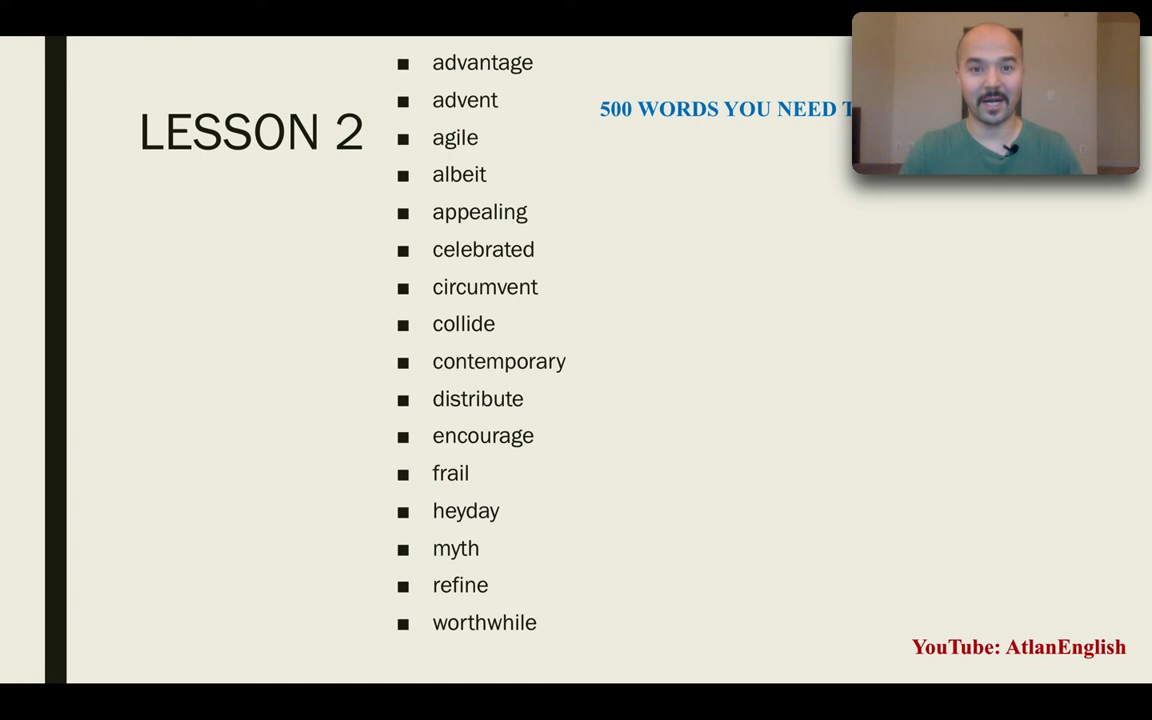 LESSON 2
■ advantage
■ advent
■ agile
■ albeit
■ appealing
■ celebrated
■ circumvent
■ collide
■ contemporary
■ distribute
■ encourage
■ frail
■ heyday
■ myth
■ refine
■ worthwhile
500 WORDS YOU NEED
YouTube: AtlanEnglish